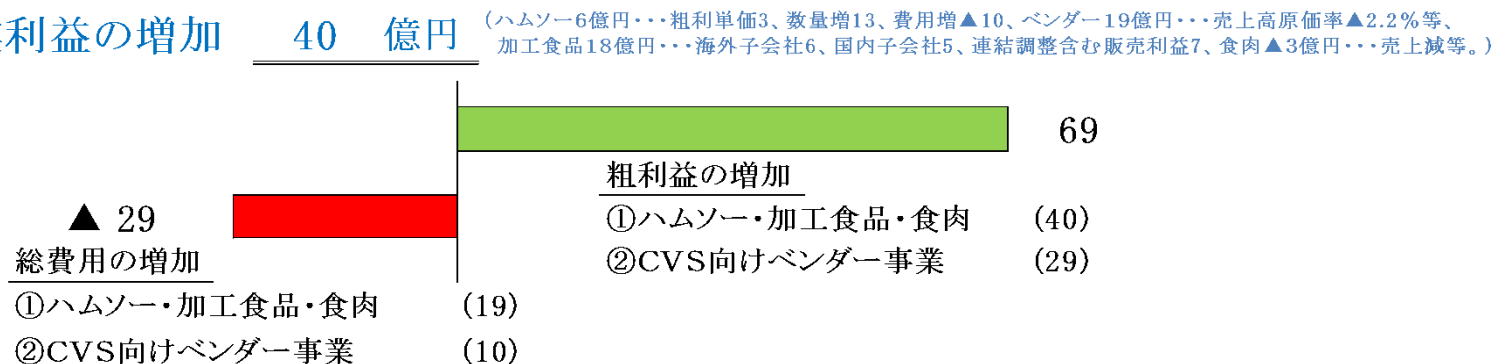 利益の増加 40 億円
(ハムソー6億円・・・粗利単価3、数量増13、費用増▲10、ベンダー19億円・・・売上高原価率▲2.2%等、
加工食品18億円・・・海外子会社6、国内子会社5、連結調整含む販売利益7、食肉▲3億円・・・売上減等。)
69
粗利益の増加
①ハムソー・加工食品・食肉 (40)
②CVS向けベンダー事業 (29)
▲ 29
総費用の増加
①ハムソー・加工食品・食肉 (19)
②CVS向けベンダー事業 (10)